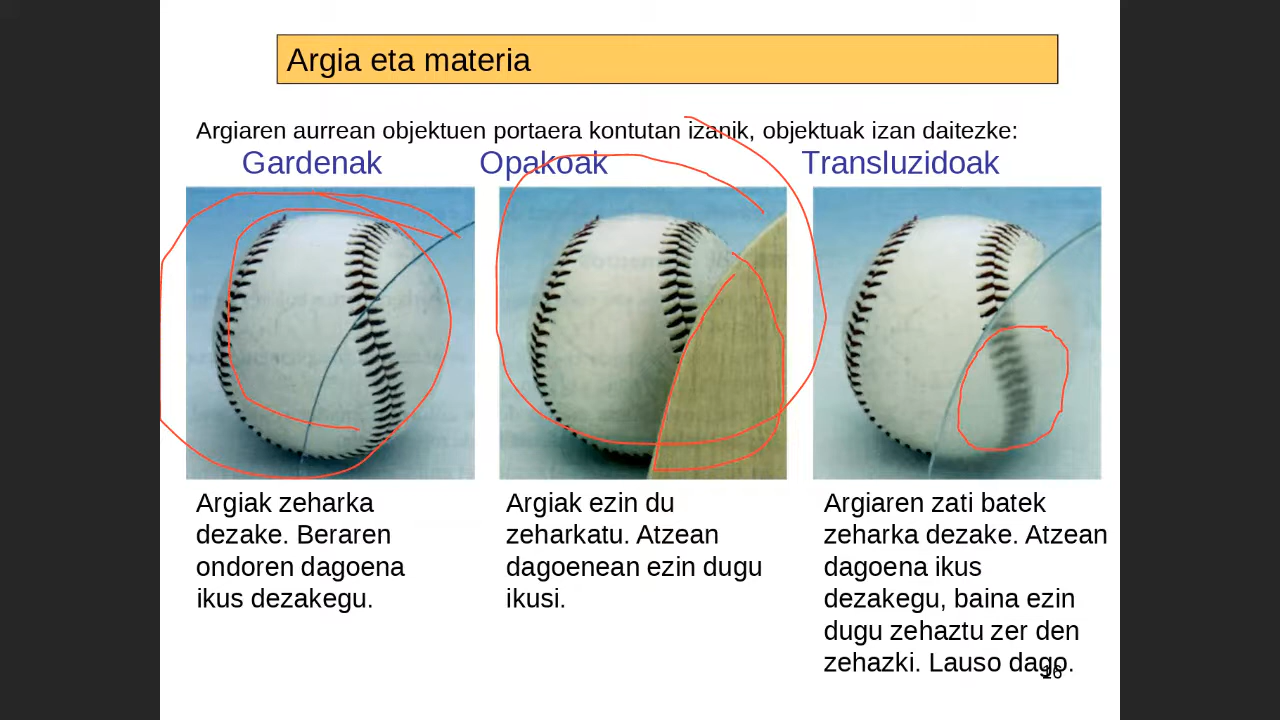 Argia eta materia
Argiaren aurrean objektuen portaera kontutan izanik, objektuak izan daitezke:
Gardenak
Opakoak
Transluzidoak
Argiak zeharka
dezake. Beraren
ondoren dagoena
ikus dezakegu.
Argiak ezin du
zeharkatu. Atzean
dagoenean ezin dugu
ikusi.
Argiaren zati batek
zeharka dezake. Atzean
dagoena ikus
dezakegu, baina ezin
dugu zehaztu zer den
zehazki. Lauso dago.
16